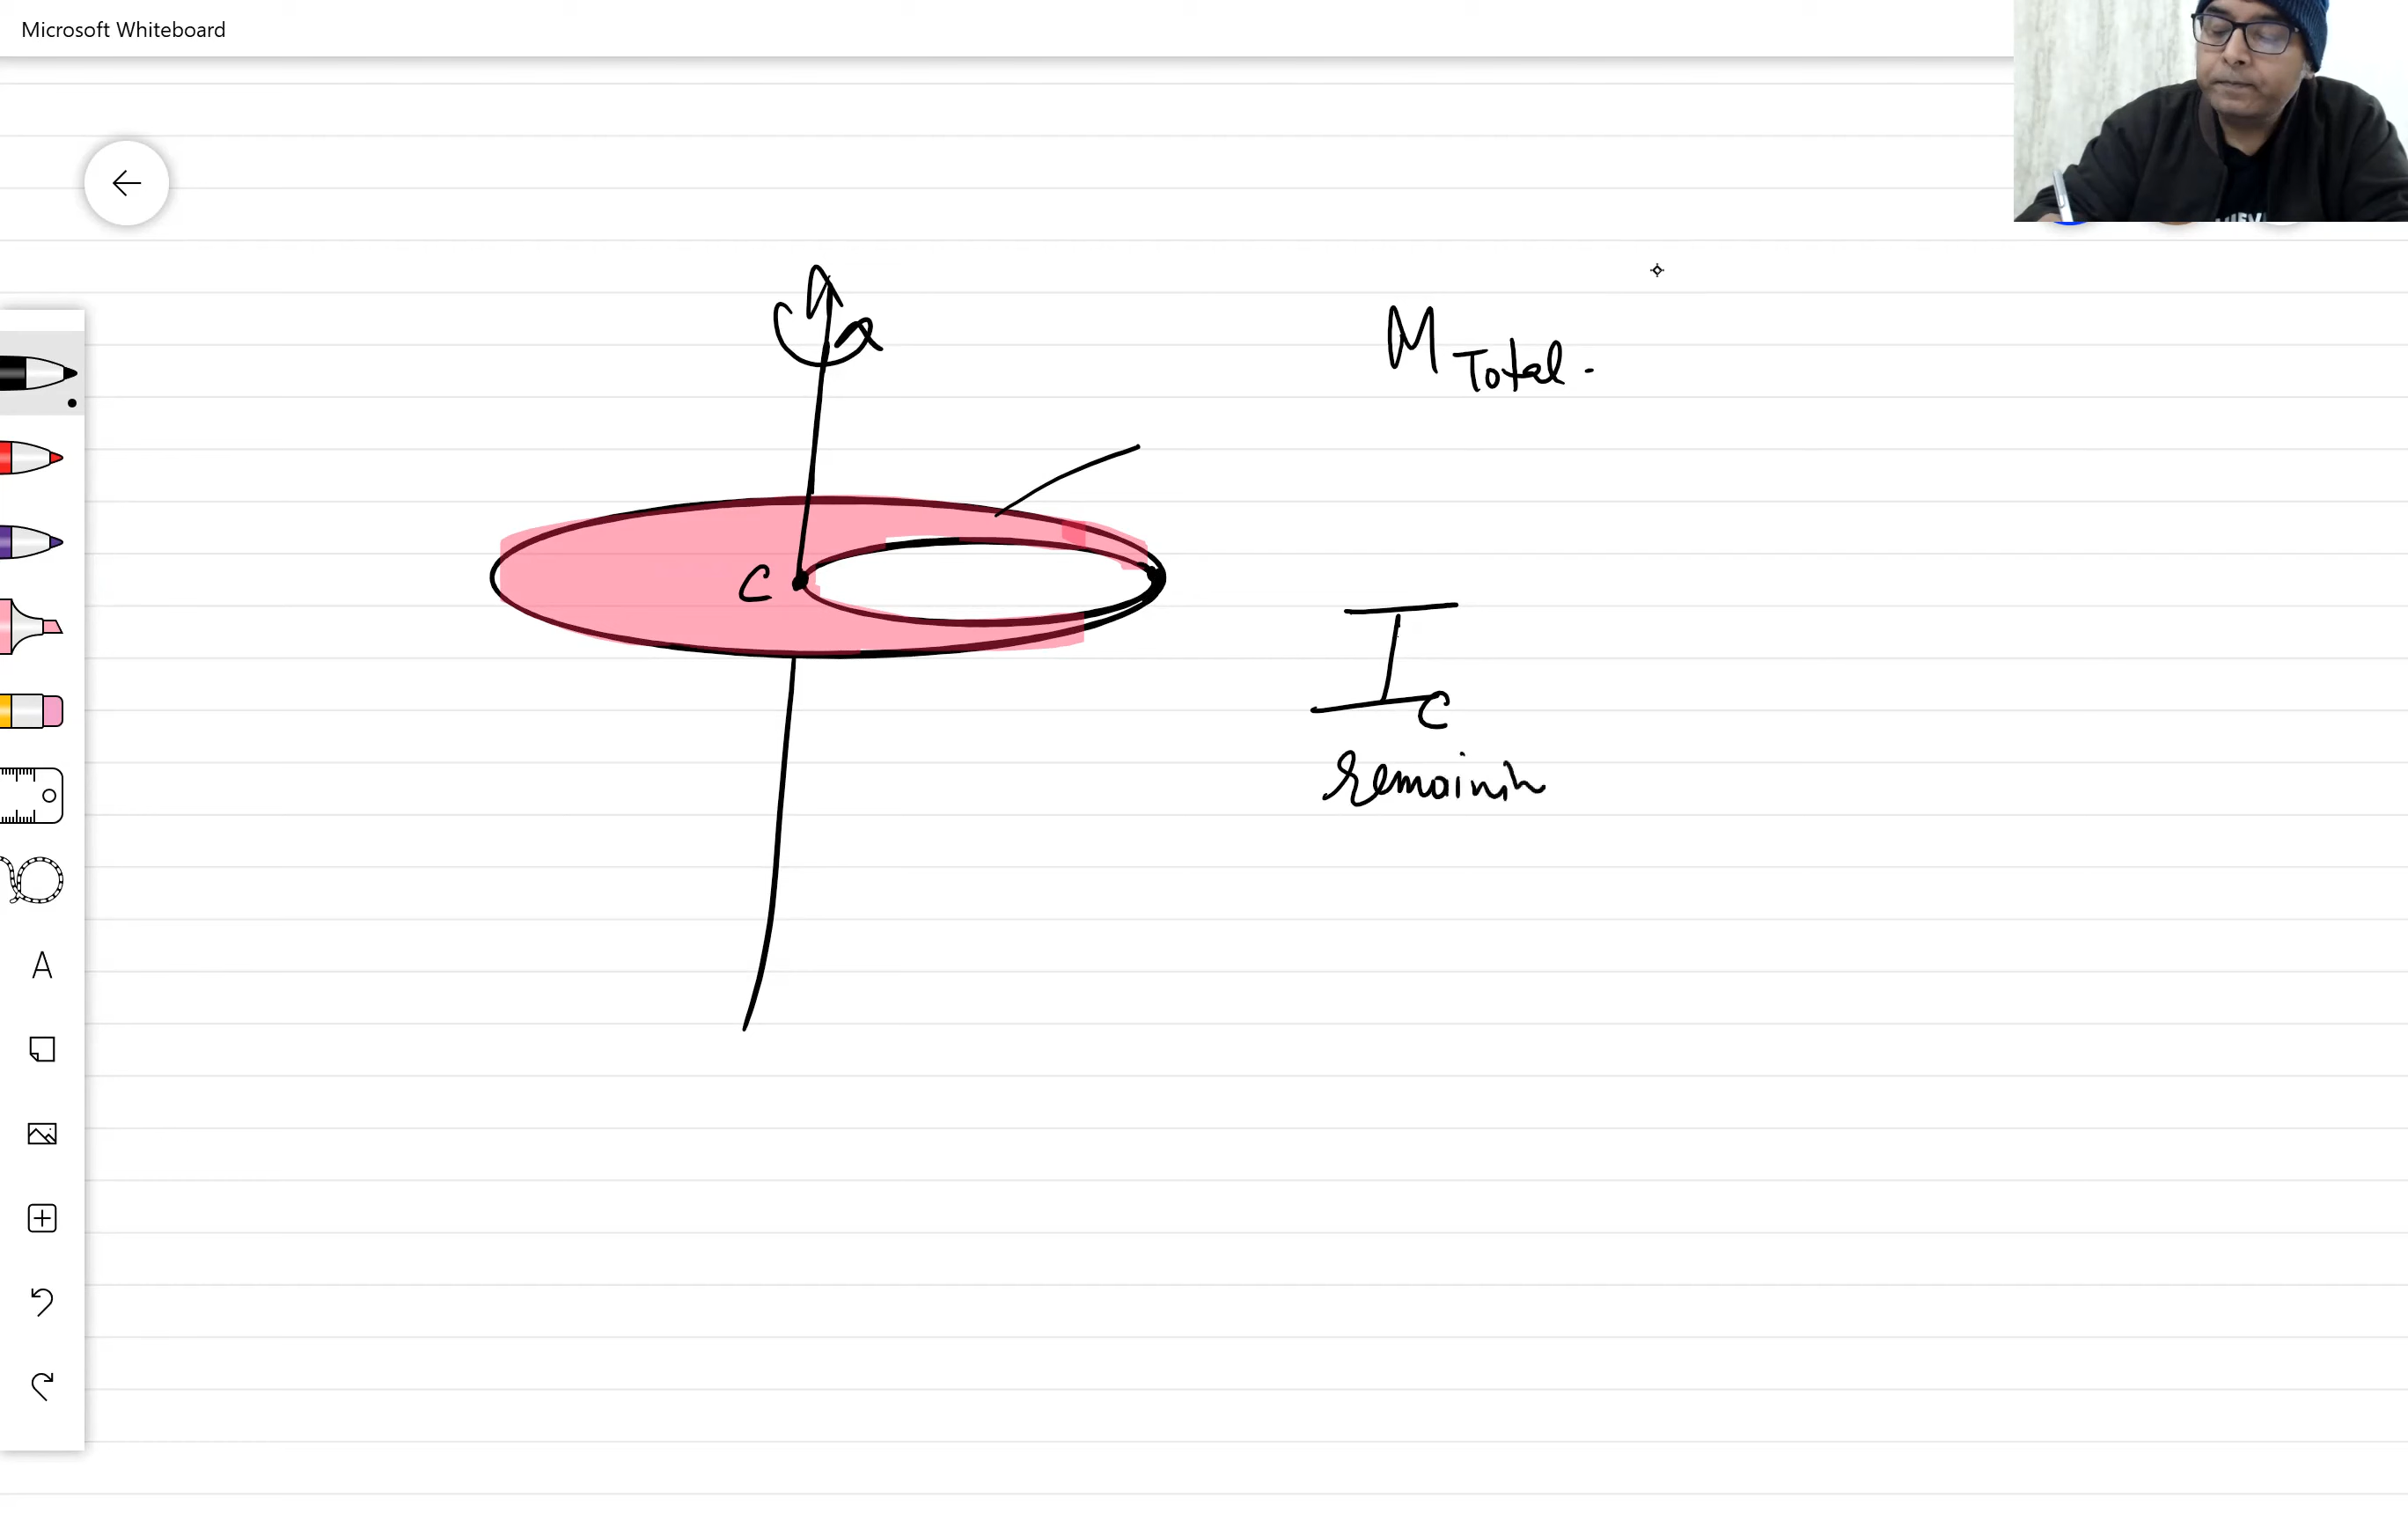 Microsoft Whiteboard
α
M Total.
C
I C
remainin
A